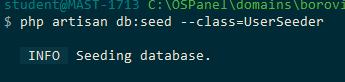 student@MAST-1713 C:\OSPanel\domains\borovi
$ php artisan db:seed --class=UserSeeder
INFO Seeding database.